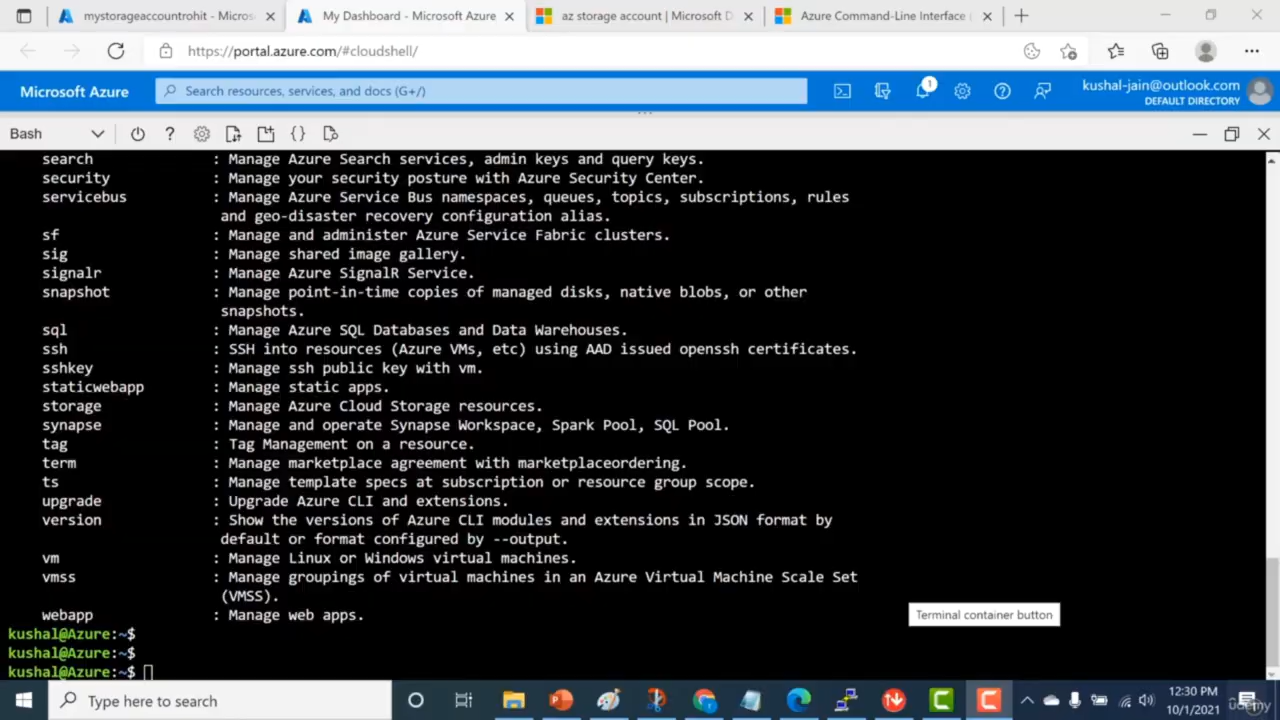 mystorageaccountrohit - Micros
My Dashboard - Microsoft Azure
az storage account | Microsoft D
Azure Command-Line Interface (
https://portal.azure.com/#cloudshell/
Microsoft Azure
Search resources, services, and docs (G+/)
1
kushal-jain@outlook.com
DEFAULT DIRECTORY
Bash
search : Manage Azure Search services, admin keys and query keys.
security : Manage your security posture with Azure Security Center.
servicebus : Manage Azure Service Bus namespaces, queues, topics, subscriptions, rules
and geo-disaster recovery configuration alias.
sf : Manage and administer Azure Service Fabric clusters.
sig : Manage shared image gallery.
signalr : Manage Azure SignalR Service.
snapshot : Manage point-in-time copies of managed disks, native blobs, or other
snapshots.
sql : Manage Azure SQL Databases and Data Warehouses.
ssh : SSH into resources (Azure VMs, etc) using AAD issued openssh certificates.
sshkey : Manage ssh public key with vm.
staticwebapp : Manage static apps.
storage : Manage Azure Cloud Storage resources.
synapse : Manage and operate Synapse Workspace, Spark Pool, SQL Pool.
tag : Tag Management on a resource.
term : Manage marketplace agreement with marketplaceordering.
ts : Manage template specs at subscription or resource group scope.
upgrade : Upgrade Azure CLI and extensions.
version : Show the versions of Azure CLI modules and extensions in JSON format by
default or format configured by --output.
vm : Manage Linux or Windows virtual machines.
vmss : Manage groupings of virtual machines in an Azure Virtual Machine Scale Set
(VMSS).
webapp : Manage web apps.
Terminal container button
kushal@Azure:~$
kushal@Azure:~$
kushal@Azure:~$
Type here to search
12:30 PM
10/1/2021
udemy